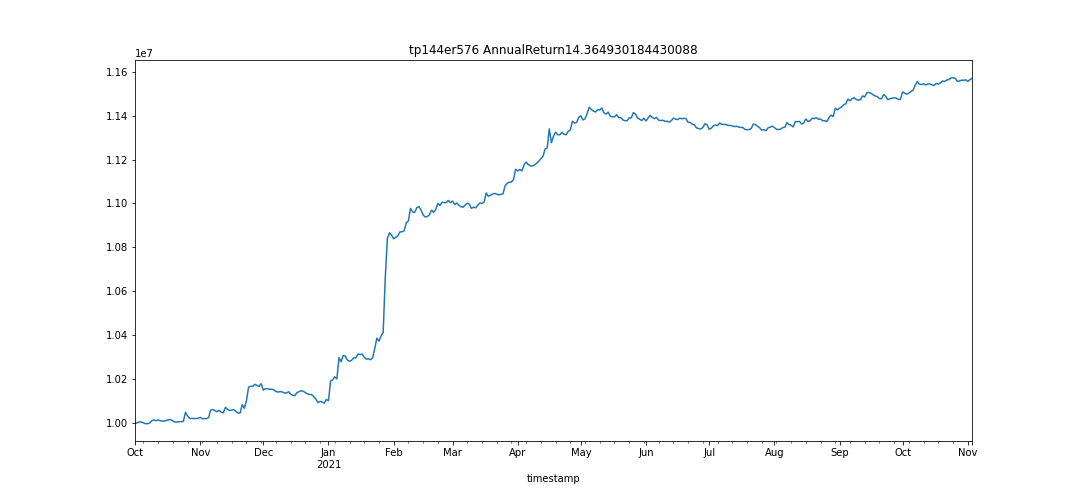 tp144er576 AnnualReturn14.364930184430088
1e7
1.16
1.14
1.12
1.10
1.08
1.06
1.04
1.02
1.00
Oct Nov Dec Jan Feb Mar Apr May Jun Jul Aug Sep Oct Nov
2021
timestamp